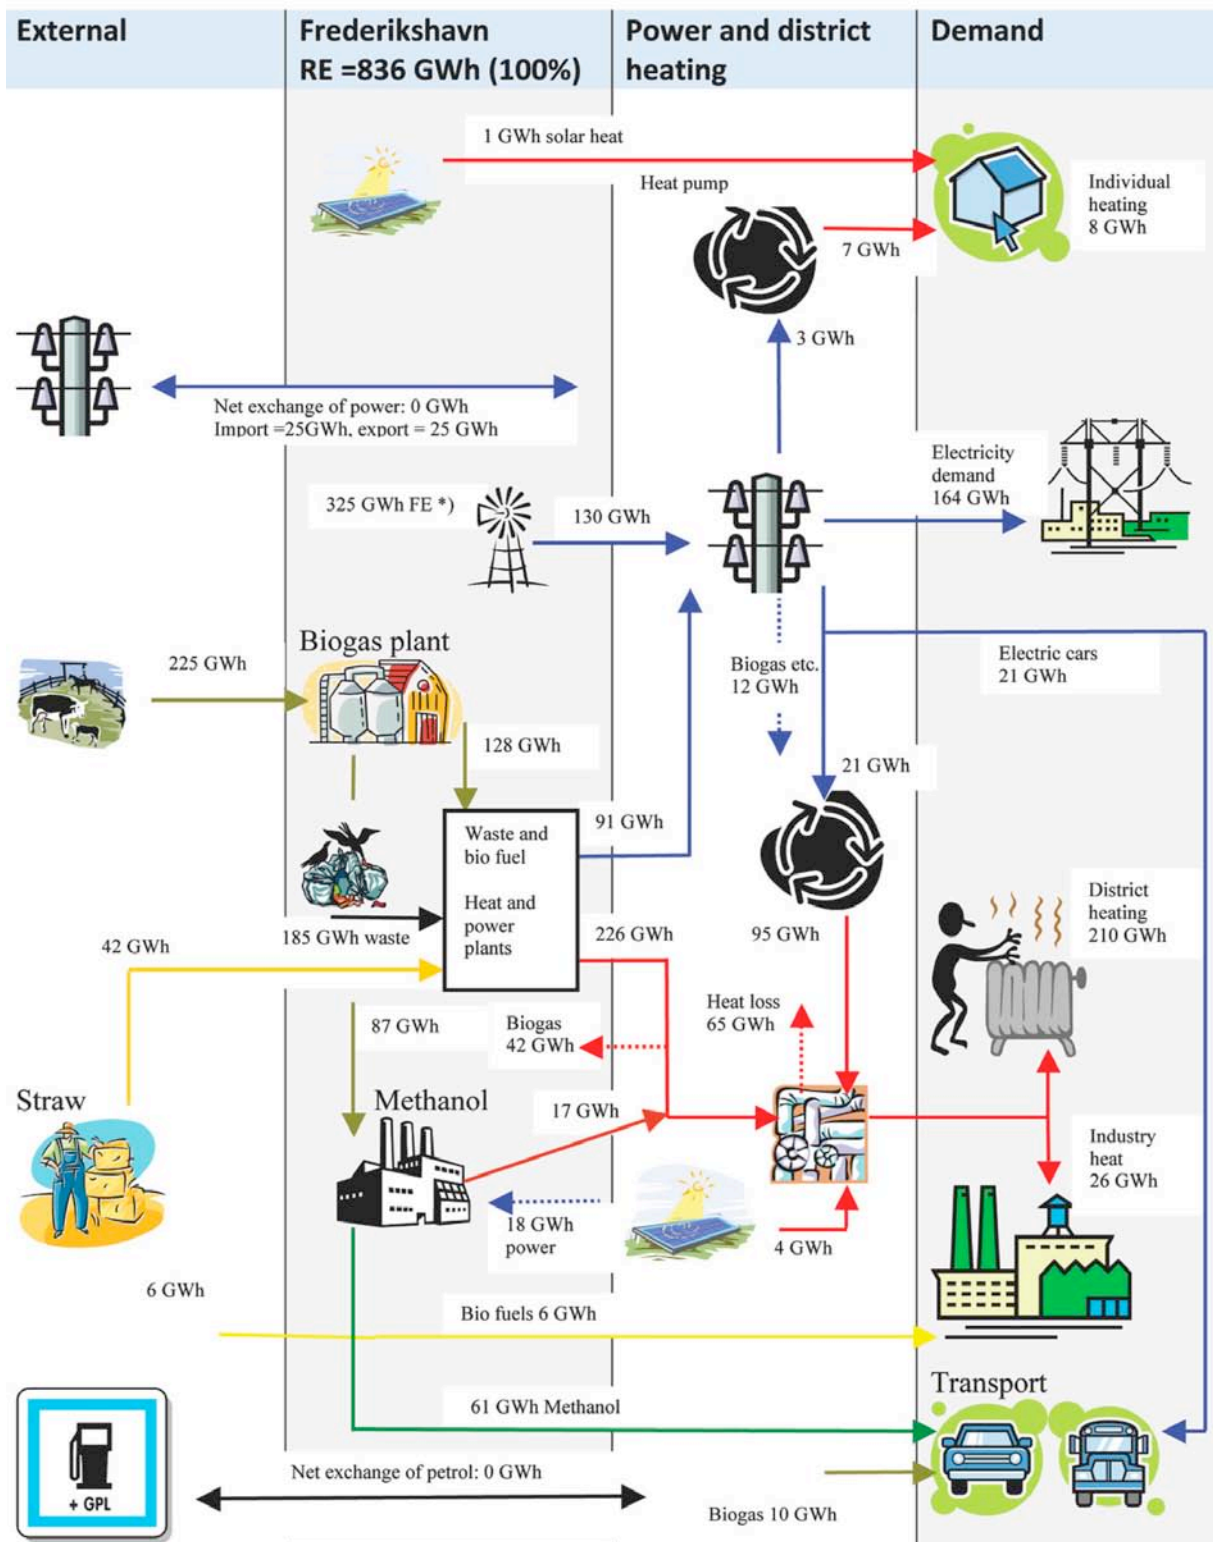 External
Frederikshavn
RE =836 GWh (100%)
Power and district
heating
Demand
1 GWh solar heat
Heat pump
Individual
heating
8 GWh
7 GWh
3 GWh
Net exchange of power: 0 GWh
Import =25GWh, export = 25 GWh
Electricity
demand
164 GWh
325 GWh FE *)
130 GWh
Biogas plant
225 GWh
Biogas etc.
12 GWh
Electric cars
21 GWh
128 GWh
21 GWh
91 GWh
Waste and
bio fuel
Heat and
power
plants
District
heating
210 GWh
185 GWh waste
226 GWh
95 GWh
42 GWh
87 GWh
Biogas
42 GWh
Heat loss
65 GWh
Straw
Methanol
17 GWh
Industry
heat
26 GWh
18 GWh
power
4 GWh
6 GWh
Bio fuels 6 GWh
Transport
61 GWh Methanol
Net exchange of petrol: 0 GWh
+ GPL
Biogas 10 GWh